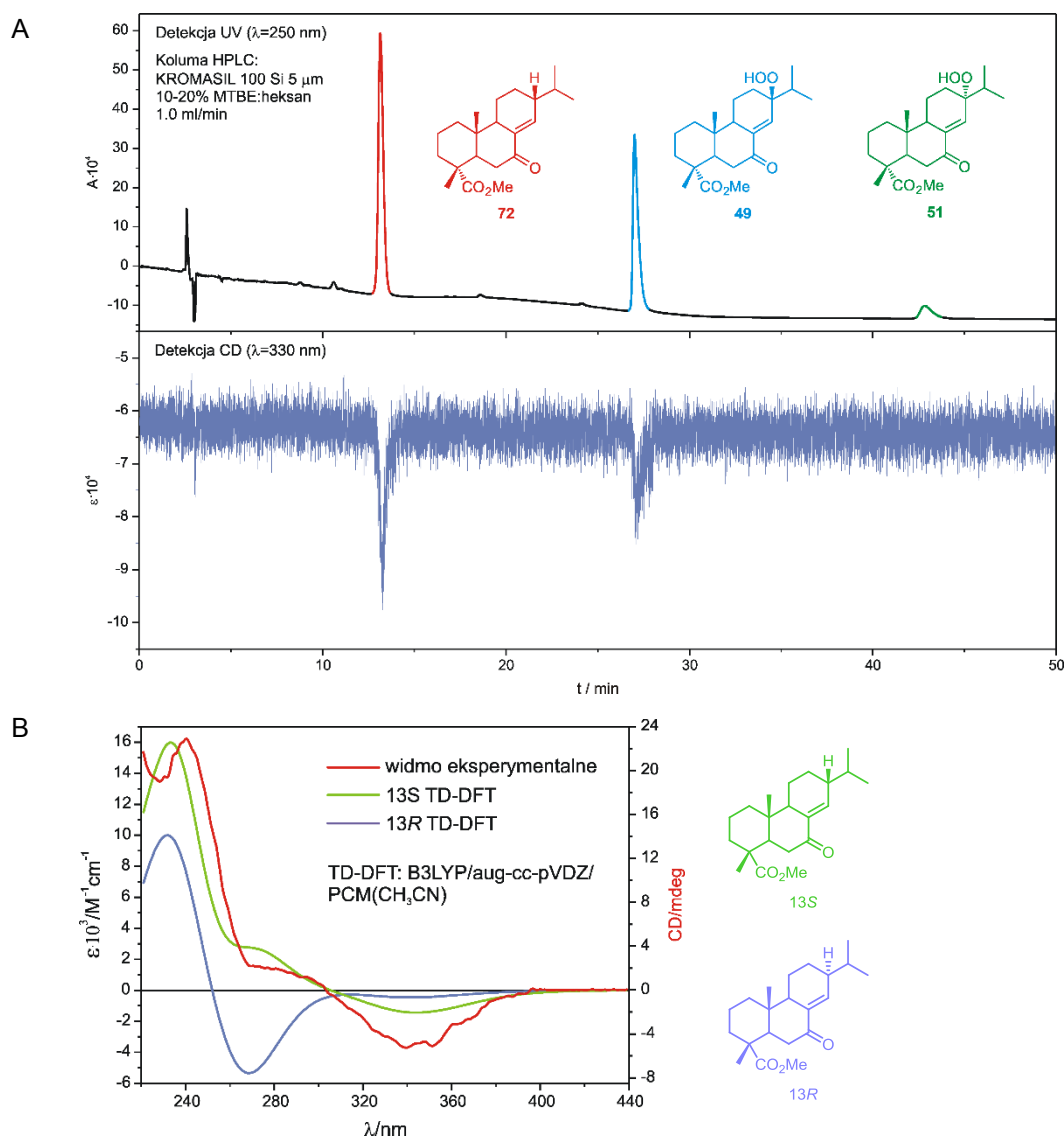 A
Detekcja UV (λ=250 nm)
Koluma HPLC:
KROMASIL 100 Si 5 μm
10-20% MTBE:heksan
1.0 ml/min
A·10⁴
60
50
40
30
20
10
0
-10
H
CO₂Me
O
72
OO
H
CO₂Me
O
49
OO
H
CO₂Me
O
51
Detekcja CD (λ=330 nm)
ε·10⁴
-5
-6
-7
-8
-9
-10
0
10
20
30
40
50
t / min
B
widmo eksperymentalne
13S TD-DFT
13R TD-DFT
TD-DFT: B3LYP/aug-cc-pVDZ/
PCM(CH₃CN)
ε·10³/M⁻¹cm⁻¹
16
14
12
10
8
6
4
2
0
-2
-4
-6
CD/mdeg
24
20
16
12
8
4
0
-4
-8
240
280
320
360
400
440
λ/nm
H
CO₂Me
O
13S
H
CO₂Me
O
13R